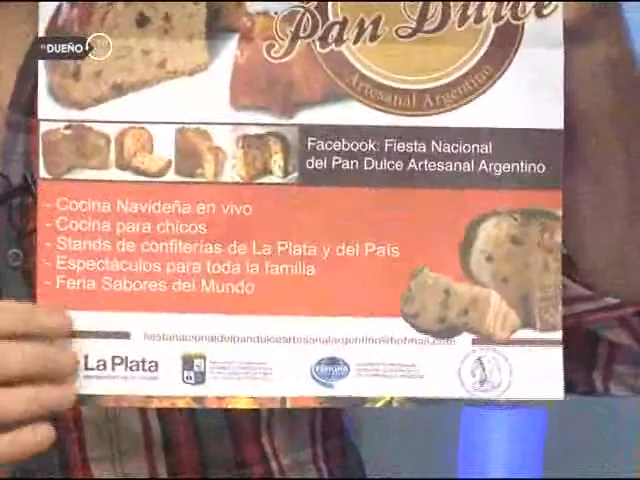 DUEÑO
Pan Dulce
Artesanal Argentino
Facebook: Fiesta Nacional
del Pan Dulce Artesanal Argentino
- Cocina Navideña en vivo
- Cocina para chicos
- Stands de confiterías de La Plata y del País
- Espectáculos para toda la familia
- Feria Sabores del Mundo
fiestanacionaldelpandulceartesanalargentino@hotmail.com
La Plata